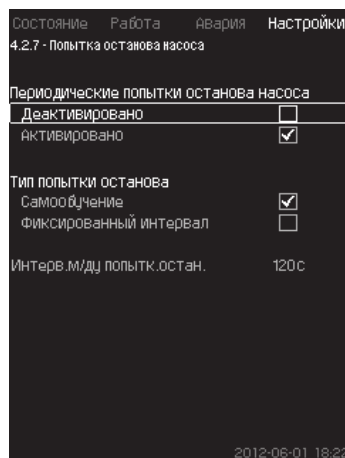 Состояние Работа Авария Настройки
4.2.7 - Попытка останова насоса
Периодические попытки останова насоса
Деактивировано
Активировано
Тип попытки останова
Самообучение
Фиксированный интервал
Интерв.м/ду попытк.остан. 120с
2012-06-01 18:22